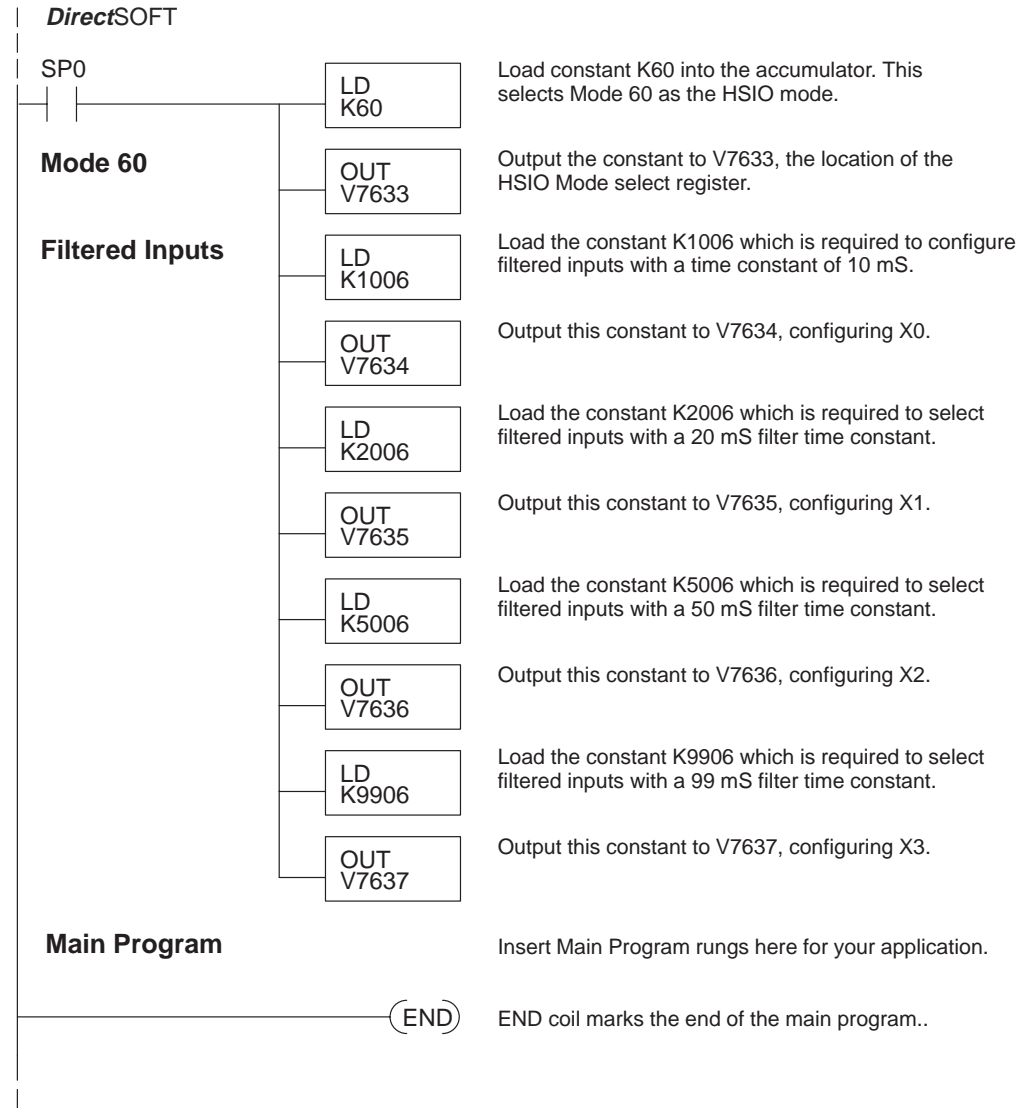 DirectSOFT
SP0
LD
K60
Load constant K60 into the accumulator. This
selects Mode 60 as the HSIO mode.
Mode 60
OUT
V7633
Output the constant to V7633, the location of the
HSIO Mode select register.
Filtered Inputs
LD
K1006
Load the constant K1006 which is required to configure
filtered inputs with a time constant of 10 mS.
OUT
V7634
Output this constant to V7634, configuring X0.
LD
K2006
Load the constant K2006 which is required to select
filtered inputs with a 20 mS filter time constant.
OUT
V7635
Output this constant to V7635, configuring X1.
LD
K5006
Load the constant K5006 which is required to select
filtered inputs with a 50 mS filter time constant.
OUT
V7636
Output this constant to V7636, configuring X2.
LD
K9906
Load the constant K9906 which is required to select
filtered inputs with a 99 mS filter time constant.
OUT
V7637
Output this constant to V7637, configuring X3.
Main Program
Insert Main Program rungs here for your application.
END
END coil marks the end of the main program..